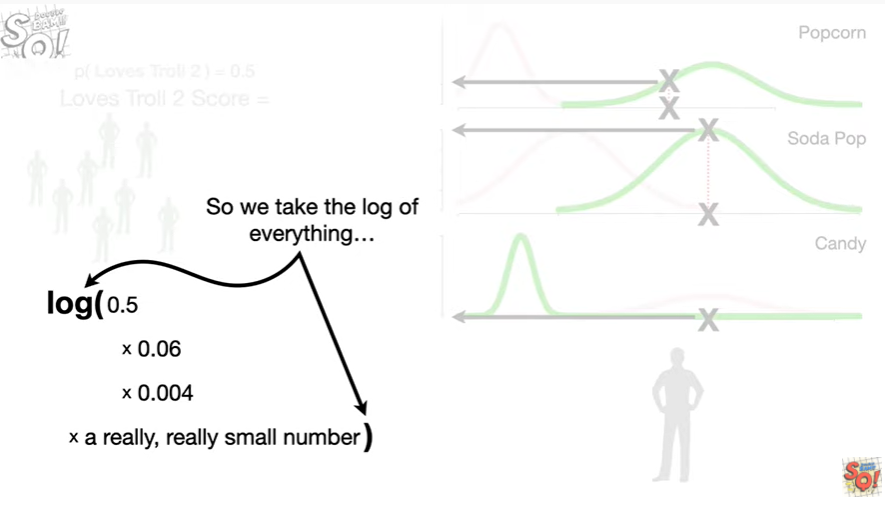 p( Loves Troll 2 ) = 0.5
Loves Troll 2 Score =
Popcorn
X
X
X
Soda Pop
X
So we take the log of
everything…
Candy
X
log( 0.5
x 0.06
x 0.004
x a really, really small number )
SQ!